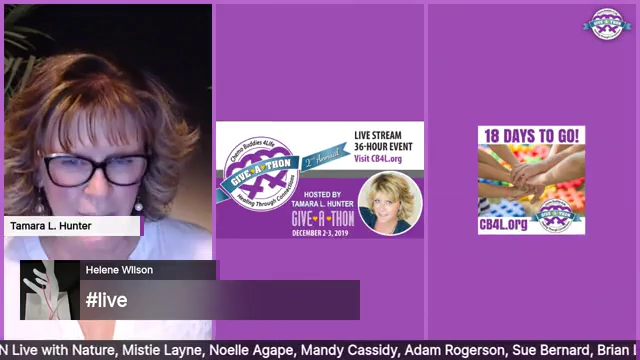 Tamara L. Hunter
Helene Wilson
#live
Chemo Buddies 4Life
GIVE-A-THON
Healing Through Connections
2nd Annual
LIVE STREAM
36-HOUR EVENT
Visit CB4L.org
HOSTED BY
TAMARA L. HUNTER
GIVE A THON
DECEMBER 2-3, 2019
18 DAYS TO GO!
CB4L.org
N Live with Nature, Mistie Layne, Noelle Agape, Mandy Cassidy, Adam Rogerson, Sue Bernard, Brian